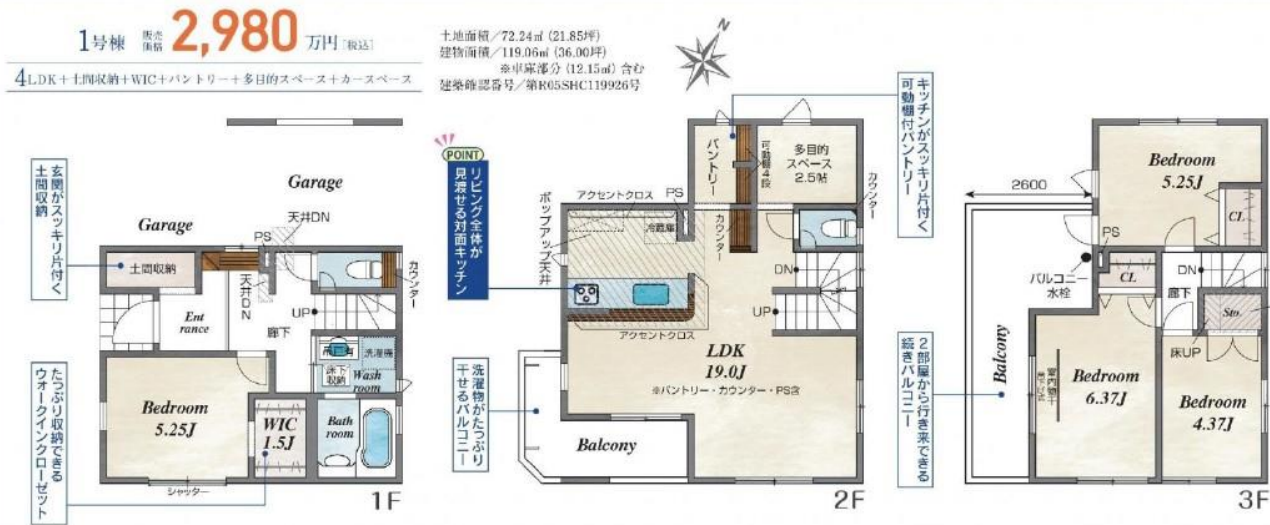 1号棟 販売価格 2,980 万円 [税込]
4LDK+土間収納+WIC+パントリー+多目的スペース+カースペース
土地面積/72.24㎡ (21.85坪)
建物面積/119.06㎡ (36.00坪)
※車庫部分 (12.15㎡) 含む
建築確認番号/第R05SHC119926号
N
玄関がスッキリ片付く
土間収納
Garage
Garage
天井DN
PS
土間収納
天井DN
カウンター
Ent
rance
廊下
UP
洗濯機
床下
収納
Wash
room
Bedroom
5.25J
WIC
1.5J
Bath
room
シャッター
1F
たっぷり収納できる
ウォークインクローゼット
POINT
リビング全体が
見渡せる対面キッチン
ポップアップ天井
アクセントクロス
冷蔵庫
PS
パントリー
可動棚4段
カウンター
多目的
スペース
2.5帖
カウンター
DN
UP
アクセントクロス
LDK
19.0J
※パントリー・カウンター・PS含
洗濯物がたっぷり
干せるバルコニー
Balcony
2F
キッチンがスッキリ片付く
可動棚付パントリー
2600
Bedroom
5.25J
CL
PS
バルコニー
水栓
CL
DN
廊下
Sto.
床UP
Balcony
Bedroom
6.37J
Bedroom
4.37J
2部屋から行き来できる
続きバルコニー
3F